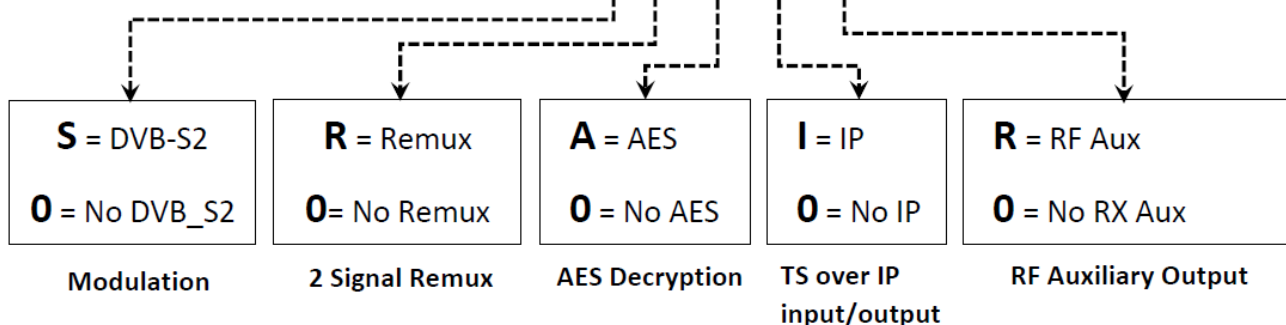 S = DVB-S2
0 = No DVB_S2
R = Remux
0= No Remux
A = AES
0 = No AES
I = IP
0 = No IP
R = RF Aux
0 = No RX Aux
Modulation
2 Signal Remux
AES Decryption
TS over IP
input/output
RF Auxiliary Output